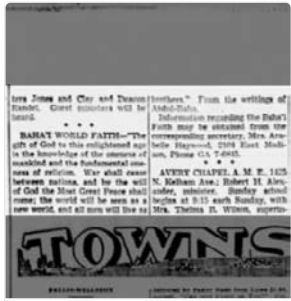 ters Jones and Clay and Deacon
Randel. Guest ministers will be
heard.
BAHA'I WORLD FAITH—"The
gift of God to this enlightened age
is the knowledge of the oneness of
mankind and the fundamental one-
ness of religion. War shall cease
between nations, and by the will
of God the Most Great Peace shall
come; the world will be seen as a
new world, and all men will live as
brothers." From the writings of
Abdul-Baha.
Information regarding the Baha'i
Faith may be obtained from the
corresponding secretary, Mrs. Ara-
belle Haywood, East Madi-
son, Phone
AVERY CHAPEL A. M. E., 1425
N. Kelham Ave.; Robert H. Alex-
ander, minister. Sunday school
begins at 9:15 each Sunday, with
Mrs. Thelma R. Wilson, superin-
TOWNS